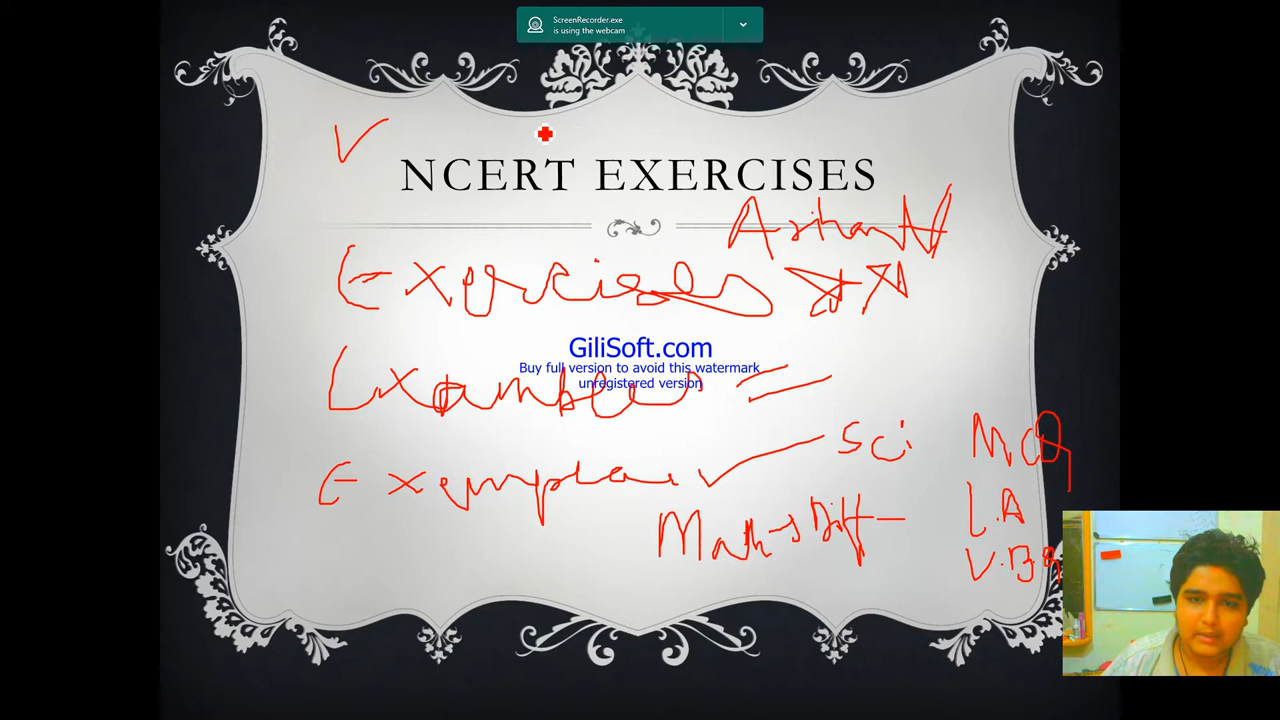 ScreenRecorder.exe
is using the webcam
NCERT EXERCISES
Arihant
Exercises
GiliSoft.com
Buy full version to avoid this watermark
unregistered version
Examples =
Exemplar Sci
Math → Diff
MCQ
L.A
V.B.Q